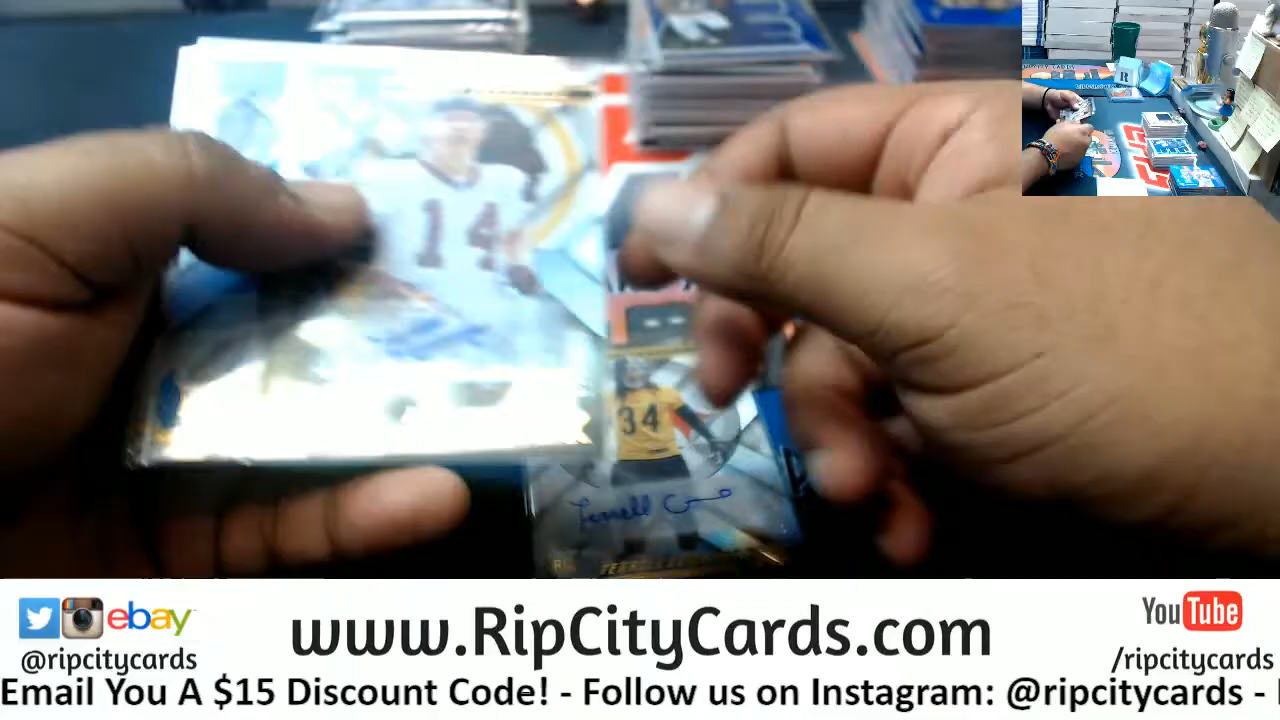 14
34
Terrell
www.RipCityCards.com
ebay
@ripcitycards
YouTube
/ripcitycards
Email You A $15 Discount Code! - Follow us on Instagram: @ripcitycards -